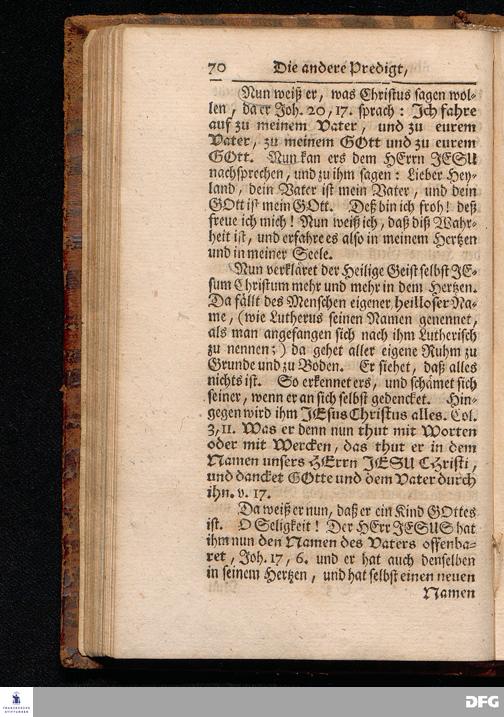 70 Die andere Predigt,
Nun weiß er, was Christus sagen wol-
len, da er Joh. 20, 17. sprach: Ich fahre
auf zu meinem Vater, und zu eurem
Vater, zu meinem GOtt und zu eurem
GOtt. Nun kan ers dem HErrn JESU
nachsprechen, und zu ihm sagen: Lieber Hey-
land, dein Vater ist mein Vater, und dein
GOtt ist mein GOtt. Deß bin ich froh! deß
freue ich mich! Nun weiß ich, daß diß Wahr-
heit ist, und erfahre es also in meinem Hertzen
und in meiner Seele.
Nun verkläret der Heilige Geist selbst JE-
sum Christum mehr und mehr in dem Hertzen.
Da fällt des Menschen eigener heilloser Na-
me, (wie Lutherus seinen Namen genennet,
als man angefangen sich nach ihm Lutherisch
zu nennen;) da gehet aller eigene Ruhm zu
Grunde und zu Boden. Er siehet, daß alles
nichts ist. So erkennet ers, und schämet sich
seiner, wenn er an sich selbst gedencket. Hin-
gegen wird ihm JEsus Christus alles. Col.
3, 11. Was er denn nun thut mit Worten
oder mit Wercken, das thut er in dem
Namen unsers HErrn JESU CHristi,
und dancket GOtte und dem Vater durch
ihn. v. 17.
Da weiß er nun, daß er ein Kind GOttes
ist. O Seligkeit! Der HErr JESUS hat
ihm nun den Namen des Vaters offenba-
ret, Joh. 17, 6. und er hat auch denselben
in seinem Hertzen, und hat selbst einen neuen
Namen
FRANCKESCHE
STIFTUNGEN
DFG